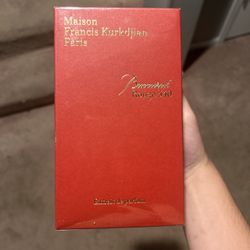 Maison
Francis Kurkdjian
Paris
Baccarat
Rouge 540
Extrait de parfum